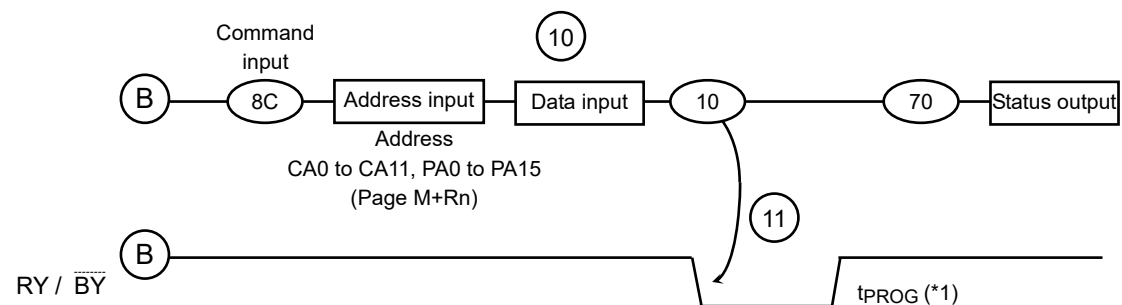 Command
input
10
B
8C
Address input
Data input
10
70
Status output
Address
CA0 to CA11, PA0 to PA15
(Page M+Rn)
11
B
RY / BY
tPROG (*1)